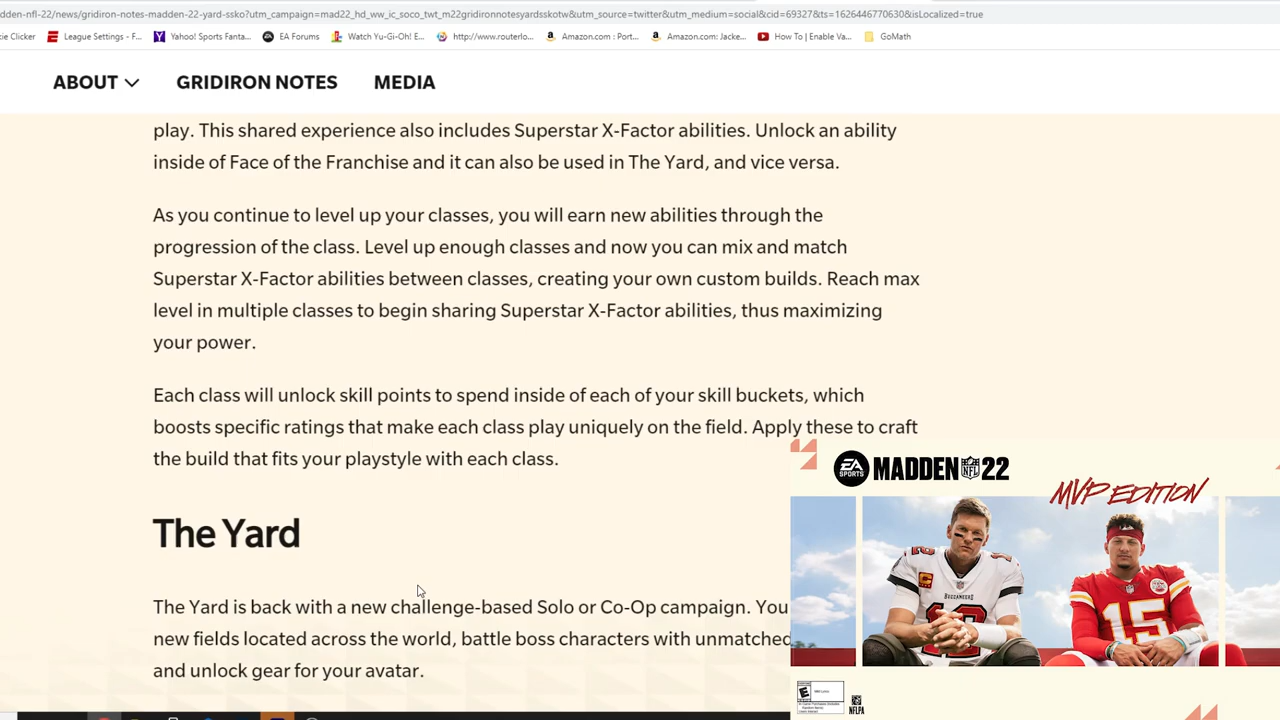 dden-nfl-22/news/gridiron-notes-madden-22-yard-ssko?utm_campaign=mad22_hd_ww_ic_soco_twt_m22gridironnotesyardsskotw&utm_source=twitter&utm_medium=social&cid=69327&ts=1626446770630&isLocalized=true
ie Clicker League Settings - F... Yahoo! Sports Fanta... EA Forums Watch Yu-Gi-Oh! E... http://www.routerlo... Amazon.com : Port... Amazon.com: Jacke... How To | Enable Va... GoMath
ABOUT GRIDIRON NOTES MEDIA
play. This shared experience also includes Superstar X-Factor abilities. Unlock an ability
inside of Face of the Franchise and it can also be used in The Yard, and vice versa.
As you continue to level up your classes, you will earn new abilities through the
progression of the class. Level up enough classes and now you can mix and match
Superstar X-Factor abilities between classes, creating your own custom builds. Reach max
level in multiple classes to begin sharing Superstar X-Factor abilities, thus maximizing
your power.
Each class will unlock skill points to spend inside of each of your skill buckets, which
boosts specific ratings that make each class play uniquely on the field. Apply these to craft
the build that fits your playstyle with each class.
The Yard
The Yard is back with a new challenge-based Solo or Co-Op campaign. You
new fields located across the world, battle boss characters with unmatched
and unlock gear for your avatar.
EA SPORTS MADDEN NFL 22
MVP EDITION
BUCCANEERS
12
15
E
NFLPA